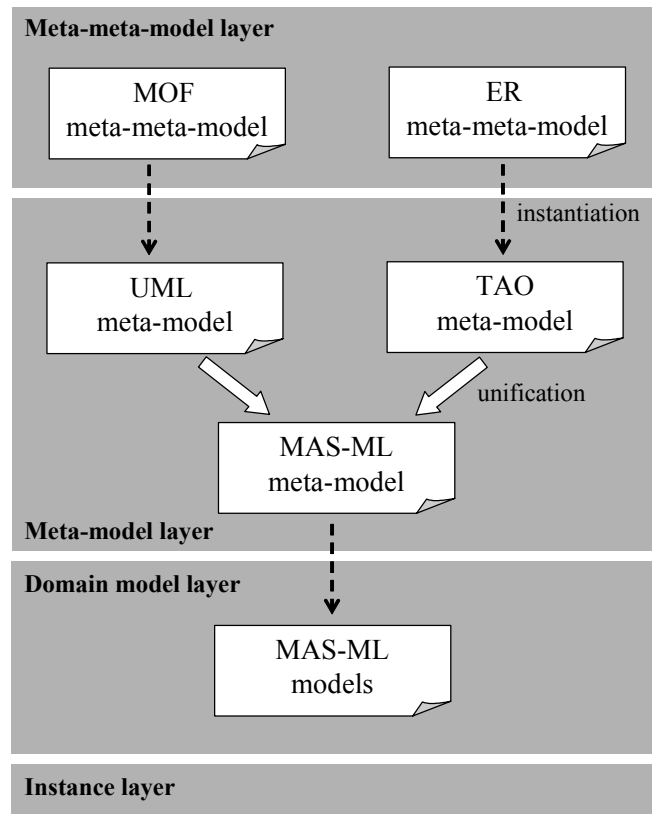 Meta-meta-model layer
MOF
meta-meta-model
ER
meta-meta-model
instantiation
UML
meta-model
TAO
meta-model
unification
MAS-ML
meta-model
Meta-model layer
Domain model layer
MAS-ML
models
Instance layer